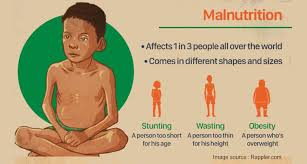 Malnutrition
• Affects 1 in 3 people all over the world
• Comes in different shapes and sizes
Stunting
A person too short
for his age
Wasting
A person too thin
for his height
Obesity
A person who's
overweight
Image source : Rappler.com